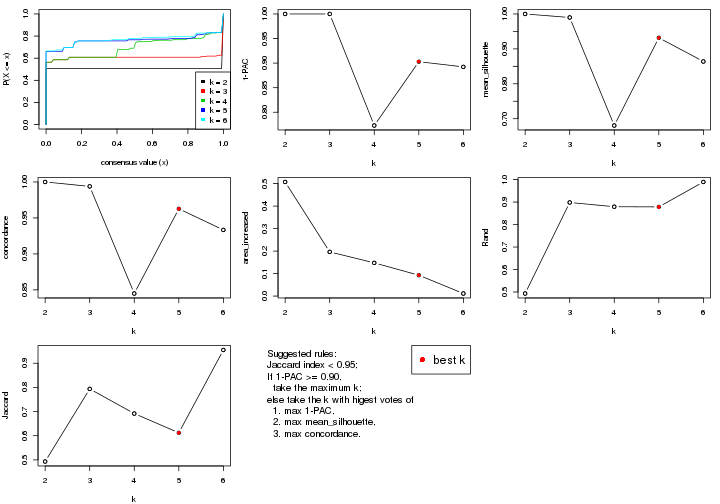 P(X <= x)
0.0 0.2 0.4 0.6 0.8 1.0
0.0 0.2 0.4 0.6 0.8 1.0
consensus value (x)
k = 2
k = 3
k = 4
k = 5
k = 6
1-PAC
0.80 0.85 0.90 0.95 1.00
2 3 4 5 6
k
mean_silhouette
0.70 0.80 0.90 1.00
2 3 4 5 6
k
concordance
0.85 0.90 0.95 1.00
2 3 4 5 6
k
area_increased
0.0 0.1 0.2 0.3 0.4 0.5
2 3 4 5 6
k
Rand
0.5 0.6 0.7 0.8 0.9 1.0
2 3 4 5 6
k
Jaccard
0.5 0.6 0.7 0.8 0.9
2 3 4 5 6
k
Suggested rules:
Jaccard index < 0.95;
If 1-PAC >= 0.90,
take the maximum k;
else take the k with higest votes of
1. max 1-PAC,
2. max mean_silhouette,
3. max concordance.
best k